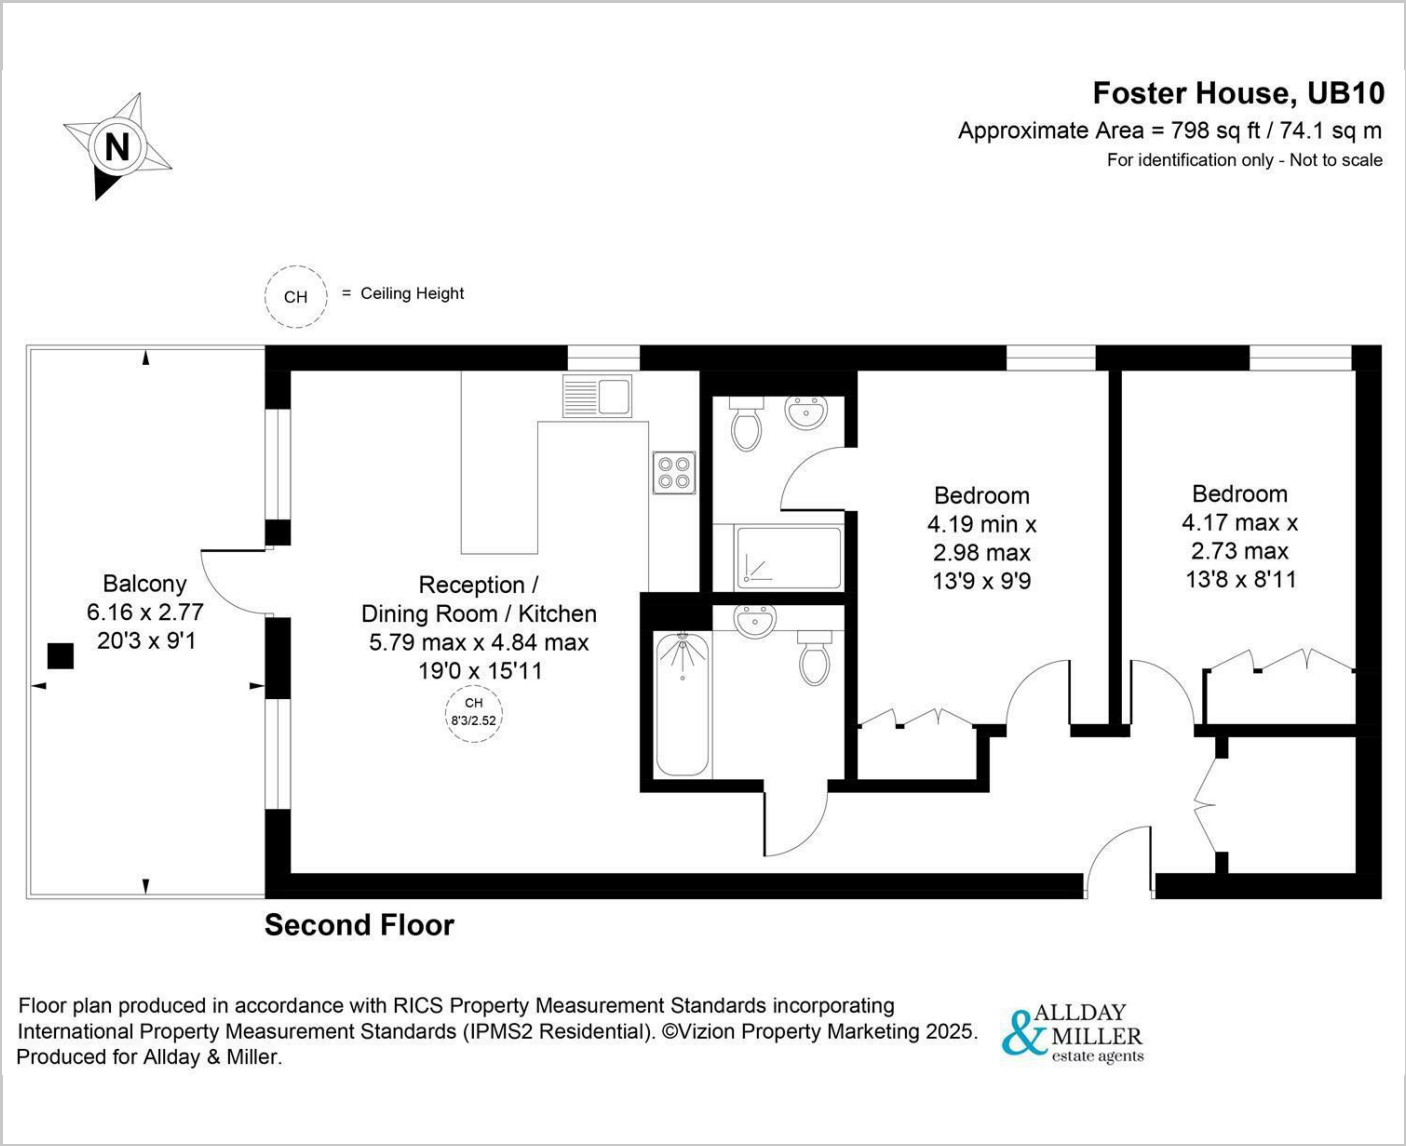 N
Foster House, UB10
Approximate Area = 798 sq ft / 74.1 sq m
For identification only - Not to scale
CH
= Ceiling Height
Balcony
6.16 x 2.77
20'3 x 9'1
Reception /
Dining Room / Kitchen
5.79 max x 4.84 max
19'0 x 15'11
CH
8'3/2.52
Bedroom
4.19 min x
2.98 max
13'9 x 9'9
Bedroom
4.17 max x
2.73 max
13'8 x 8'11
Second Floor
Floor plan produced in accordance with RICS Property Measurement Standards incorporating
International Property Measurement Standards (IPMS2 Residential). ©Vizion Property Marketing 2025.
Produced for Allday & Miller.
ALLDAY
& MILLER
estate agents